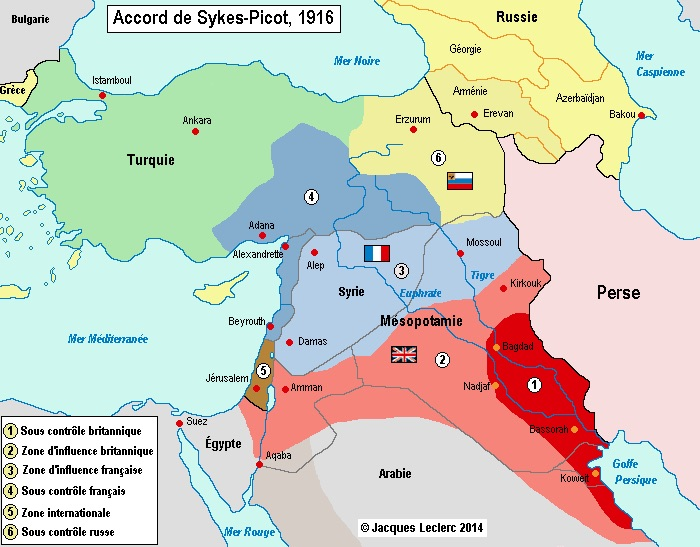 Accord de Sykes-Picot, 1916
Bulgarie
Russie
Mer Noire
Géorgie
Mer
Caspienne
Grèce
Istamboul
Arménie
Azerbaïdjan
Ankara
Erzurum
Erevan
Bakou
Turquie
6
4
Adana
Alexandrette
Mossoul
Alep
3
Tigre
Syrie
Euphrate
Kirkouk
Perse
Mésopotamie
Beyrouth
Mer Méditerranée
Damas
Bagdad
2
5
Jérusalem
Amman
Nadjaf
1
Suez
Bassorah
Égypte
Aqaba
Goffe
Persique
Koweït
Arabie
Mer Rouge
1 Sous contrôle britannique
2 Zone d'influence britannique
3 Zone d'influence française
4 Sous contrôle français
5 Zone internationale
6 Sous contrôle russe
© Jacques Leclerc 2014